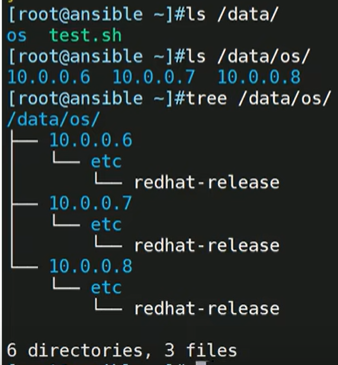 [root@ansible ~]#ls /data/
os  test.sh
[root@ansible ~]#ls /data/os/
10.0.0.6  10.0.0.7  10.0.0.8
[root@ansible ~]#tree /data/os/
/data/os/
├── 10.0.0.6
│   └── etc
│       └── redhat-release
├── 10.0.0.7
│   └── etc
│       └── redhat-release
└── 10.0.0.8
    └── etc
        └── redhat-release
6 directories, 3 files